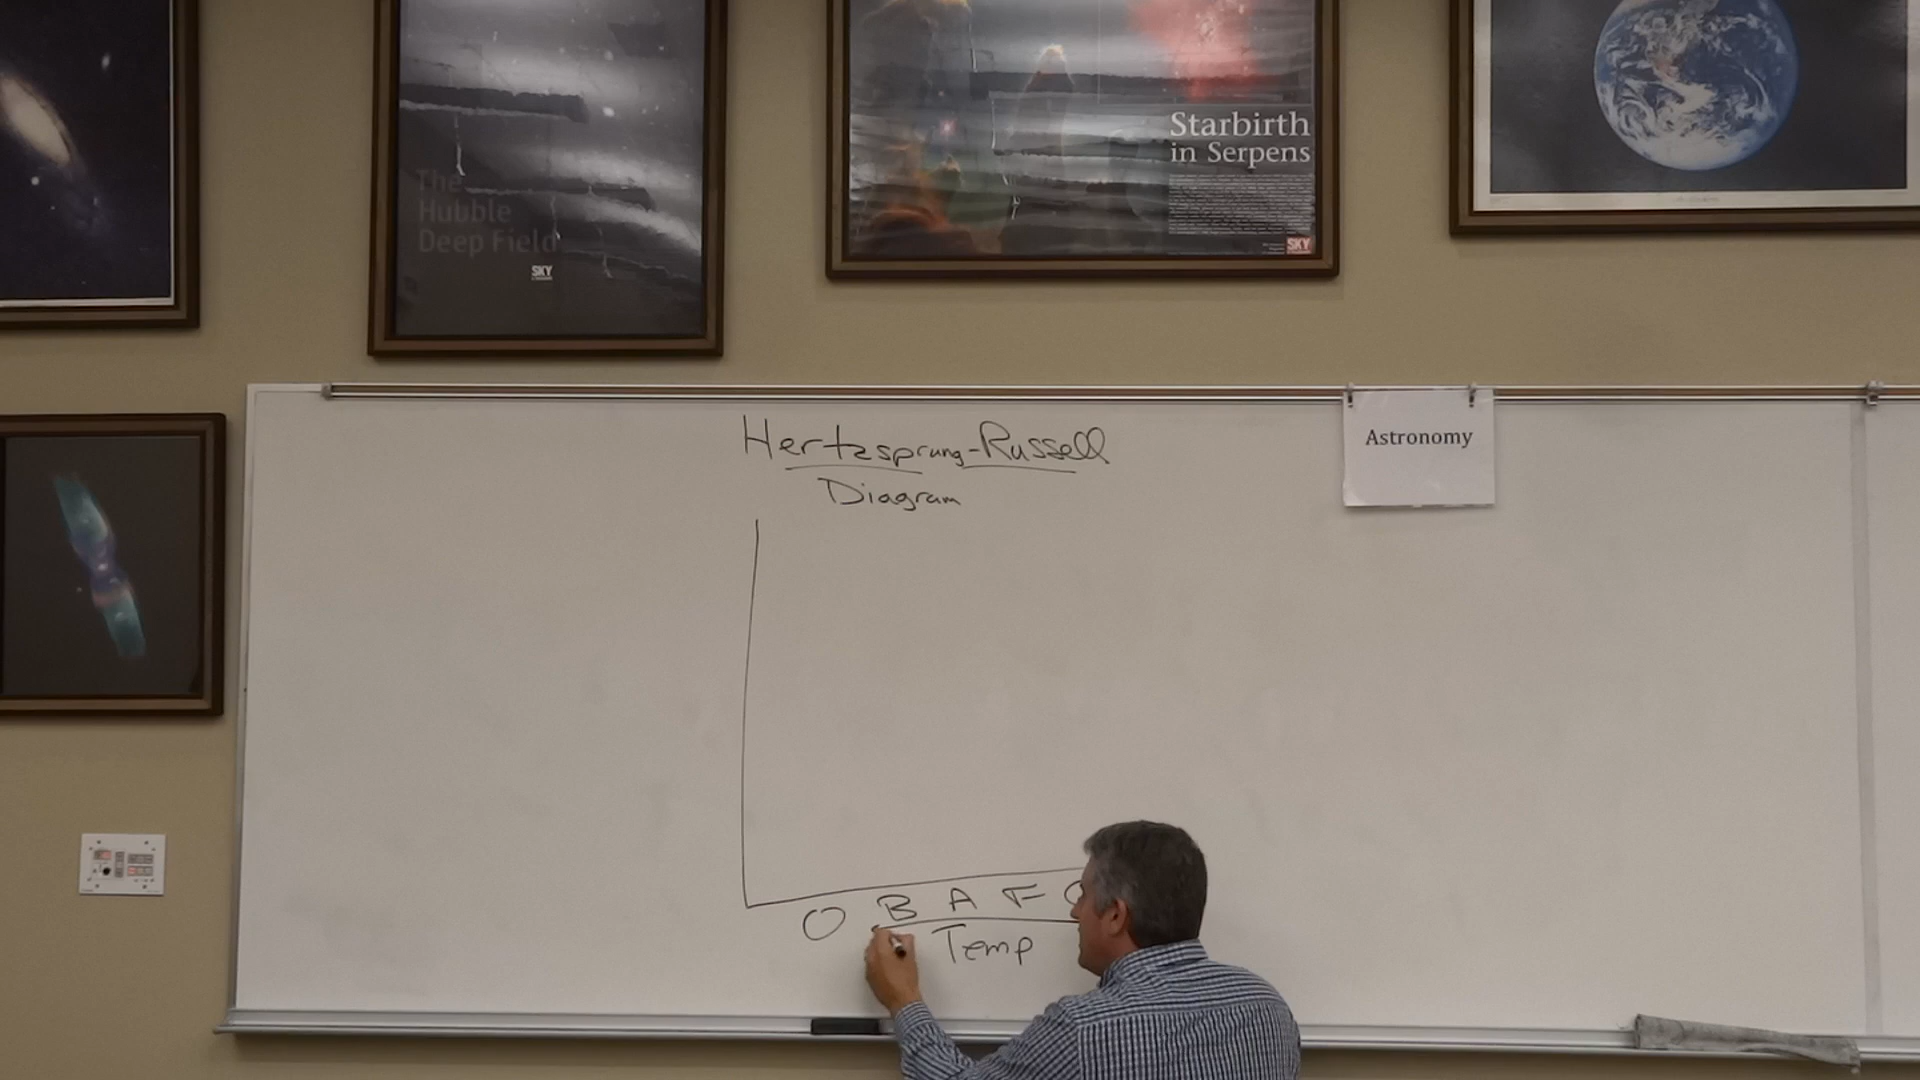 The
Hubble
Deep Field
SKY
Starbirth
in Serpens
SKY
Astronomy
Hertzsprung-Russell
Diagram
O B A F
Temp